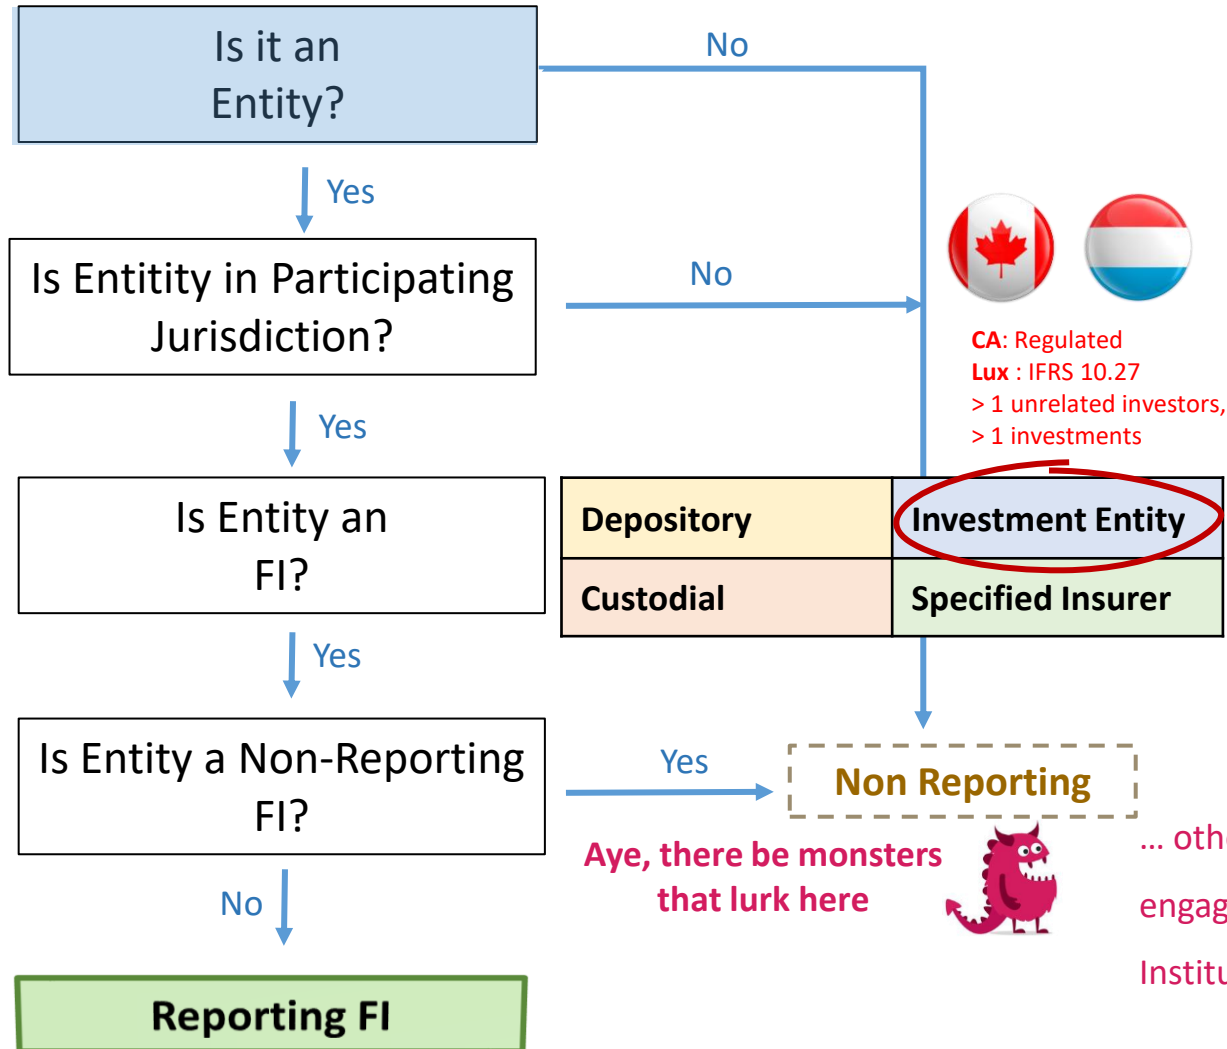 Is it an
Entity?
No
Yes
Is Entitity in Participating
Jurisdiction?
No
CA: Regulated
Lux : IFRS 10.27
> 1 unrelated investors,
> 1 investments
Yes
Is Entity an
FI?
Depository
Investment Entity
Custodial
Specified Insurer
Yes
Is Entity a Non-Reporting
FI?
Yes
Non Reporting
Aye, there be monsters
that lurk here
...
No
Reporting FI